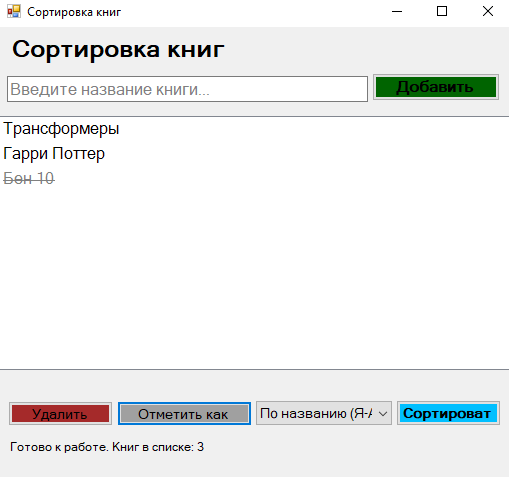 Сортировка книг
Сортировка книг
Введите название книги...
Добавить
Трансформеры
Гарри Поттер
Бен 10
Удалить
Отметить как
По названию (Я-А
Сортироват
Готово к работе. Книг в списке: 3